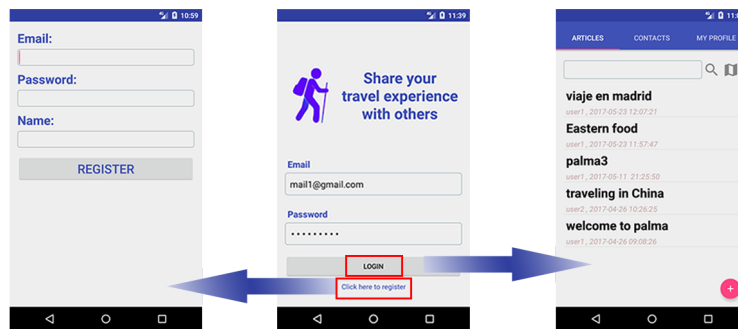 10:59
Email:
Password:
Name:
REGISTER
11:39
Share your
travel experience
with others
Email
mail1@gmail.com
Password
LOGIN
Click here to register
ARTICLES CONTACTS MY PROFILE
viaje en madrid
user1 , 2017-05-23 12:07:21
Eastern food
user1 , 2017-05-23 11:57:47
palma3
user1 , 2017-05-11 21:25:50
traveling in China
user2 , 2017-04-26 10:26:25
welcome to palma
user1 , 2017-04-26 09:08:26